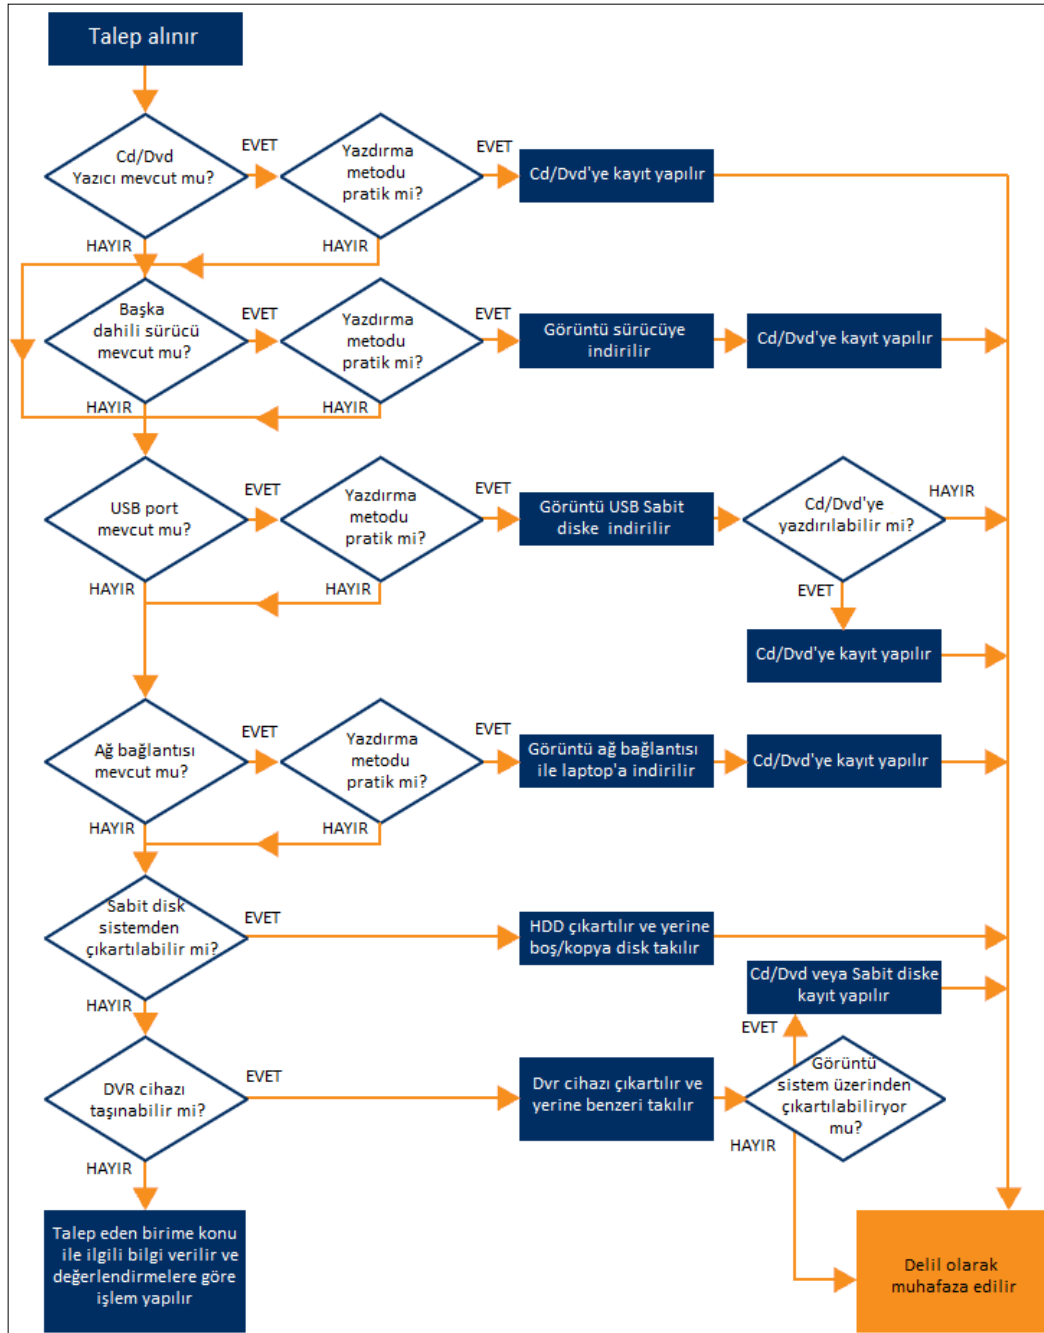 Talep alınır
Cd/Dvd
Yazıcı mevcut mu?
EVET
Yazdırma
metodu
pratik mi?
EVET
Cd/Dvd'ye kayıt yapılır
HAYIR
HAYIR
Başka
dahili sürücü
mevcut mu?
EVET
Yazdırma
metodu
pratik mi?
EVET
Görüntü sürücüye
indirilir
Cd/Dvd'ye kayıt yapılır
HAYIR
HAYIR
USB port
mevcut mu?
EVET
Yazdırma
metodu
pratik mi?
EVET
Görüntü USB Sabit
diske indirilir
Cd/Dvd'ye
yazdırılabilir mi?
HAYIR
HAYIR
HAYIR
EVET
Cd/Dvd'ye kayıt yapılır
Ağ bağlantısı
mevcut mu?
EVET
Yazdırma
metodu
pratik mi?
EVET
Görüntü ağ bağlantısı
ile laptop'a indirilir
Cd/Dvd'ye kayıt yapılır
HAYIR
HAYIR
Sabit disk
sistemden
çıkartılabilir mi?
EVET
HDD çıkartılır ve yerine
boş/kopya disk takılır
Cd/Dvd veya Sabit diske
kayıt yapılır
HAYIR
EVET
DVR cihazı
taşınabilir mi?
EVET
Dvr cihazı çıkartılır ve
yerine benzeri takılır
Görüntü
sistem üzerinden
çıkartılabiliryor
mu?
HAYIR
HAYIR
Talep eden birime konu
ile ilgili bilgi verilir ve
değerlendirmelere göre
işlem yapılır
Delil olarak
muhafaza edilir